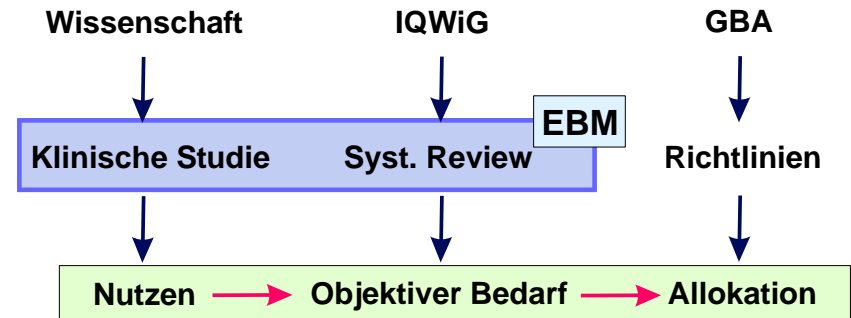 Wissenschaft IQWiG GBA
EBM
Klinische Studie Syst. Review Richtlinien
Nutzen Objektiver Bedarf Allokation